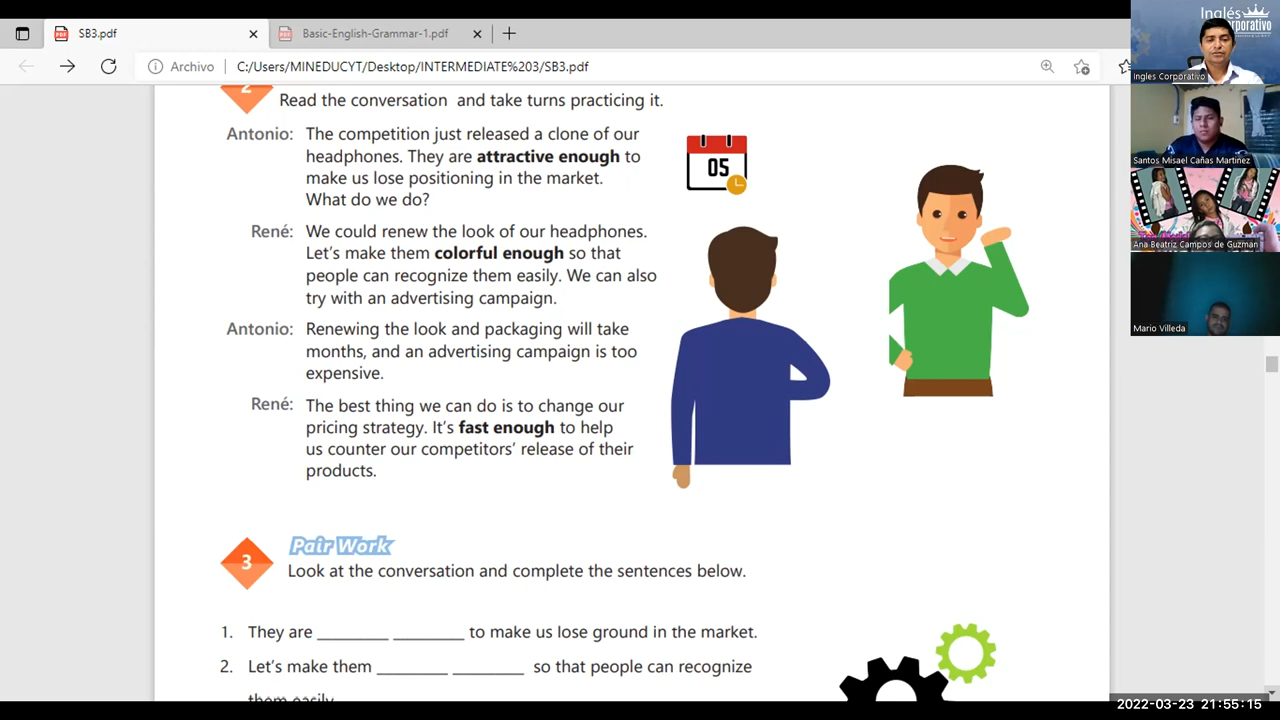 SB3.pdf
Basic-English-Grammar-1.pdf
Archivo
C:/Users/MINEDUCYT/Desktop/INTERMEDIATE%203/SB3.pdf
2
Read the conversation and take turns practicing it.
Antonio: The competition just released a clone of our
headphones. They are attractive enough to
make us lose positioning in the market.
What do we do?
05
René: We could renew the look of our headphones.
Let's make them colorful enough so that
people can recognize them easily. We can also
try with an advertising campaign.
Antonio: Renewing the look and packaging will take
months, and an advertising campaign is too
expensive.
René: The best thing we can do is to change our
pricing strategy. It's fast enough to help
us counter our competitors' release of their
products.
3
Pair Work
Look at the conversation and complete the sentences below.
1. They are ________ ________ to make us lose ground in the market.
2. Let's make them ________ ________ so that people can recognize
them easily
Inglés
Corporativo
Ingles Corporativo
Santos Misael Cañas Martinez
Ana Beatriz Campos de Guzman
Mario Villeda
2022-03-23 21:55:15